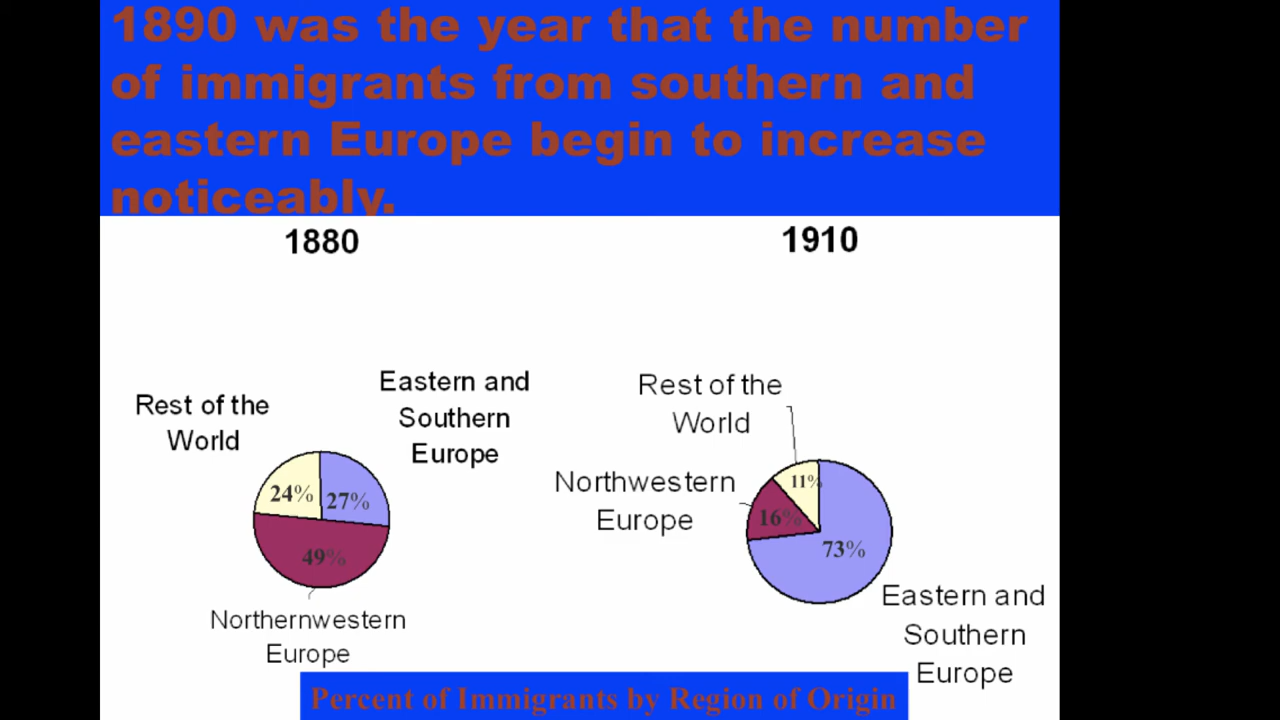 1890 was the year that the number
of immigrants from southern and
eastern Europe begin to increase
noticeably.
1880
1910
Rest of the
World
Eastern and
Southern
Europe
24%
27%
49%
Northernwestern
Europe
Rest of the
World
Northwestern
Europe
11%
16%
73%
Eastern and
Southern
Europe
Percent of Immigrants by Region of Origin